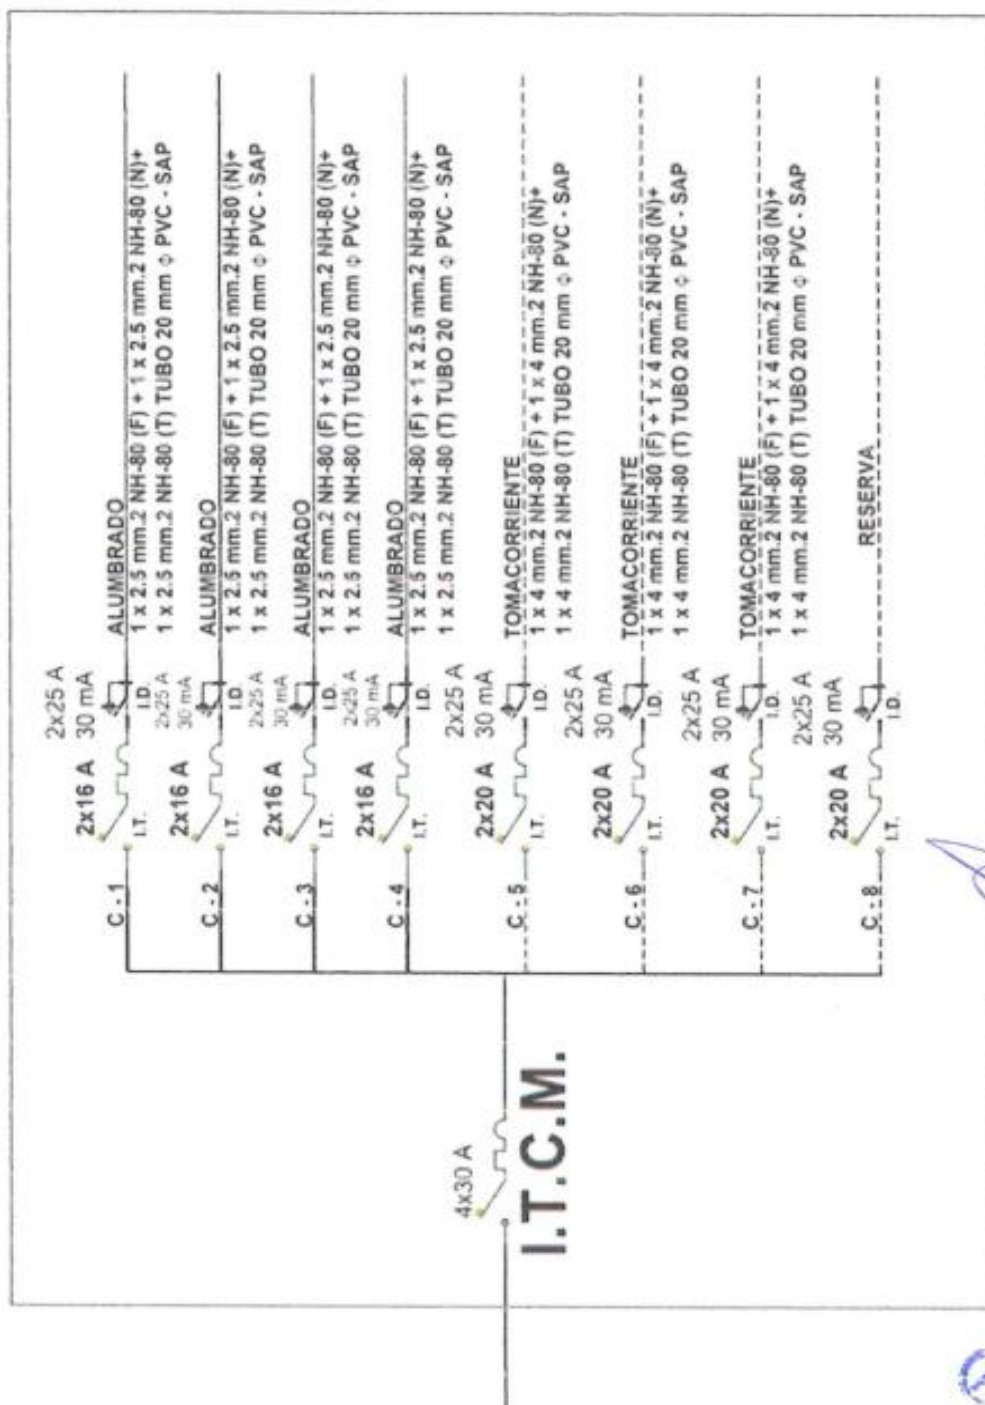 2x25 A
30 mA
2x16 A
ALUMBRADO
C - 1
I.T.
I.D.
1 x 2.5 mm.2 NH-80 (F) + 1 x 2.5 mm.2 NH-80 (N)+
1 x 2.5 mm.2 NH-80 (T) TUBO 20 mm ϕ PVC - SAP
2x25 A
30 mA
2x16 A
ALUMBRADO
C - 2
I.T.
I.D.
1 x 2.5 mm.2 NH-80 (F) + 1 x 2.5 mm.2 NH-80 (N)+
1 x 2.5 mm.2 NH-80 (T) TUBO 20 mm ϕ PVC - SAP
2x25 A
30 mA
2x16 A
ALUMBRADO
C - 3
I.T.
I.D.
1 x 2.5 mm.2 NH-80 (F) + 1 x 2.5 mm.2 NH-80 (N)+
1 x 2.5 mm.2 NH-80 (T) TUBO 20 mm ϕ PVC - SAP
2x25 A
30 mA
2x16 A
ALUMBRADO
C - 4
I.T.
I.D.
1 x 2.5 mm.2 NH-80 (F) + 1 x 2.5 mm.2 NH-80 (N)+
1 x 2.5 mm.2 NH-80 (T) TUBO 20 mm ϕ PVC - SAP
2x25 A
30 mA
2x20 A
TOMACORRIENTE
C - 5
I.T.
I.D.
1 x 4 mm.2 NH-80 (F) + 1 x 4 mm.2 NH-80 (N)+
1 x 4 mm.2 NH-80 (T) TUBO 20 mm ϕ PVC - SAP
2x25 A
30 mA
2x20 A
TOMACORRIENTE
C - 6
I.T.
I.D.
1 x 4 mm.2 NH-80 (F) + 1 x 4 mm.2 NH-80 (N)+
1 x 4 mm.2 NH-80 (T) TUBO 20 mm ϕ PVC - SAP
2x25 A
30 mA
2x20 A
TOMACORRIENTE
C - 7
I.T.
I.D.
1 x 4 mm.2 NH-80 (F) + 1 x 4 mm.2 NH-80 (N)+
1 x 4 mm.2 NH-80 (T) TUBO 20 mm ϕ PVC - SAP
2x25 A
30 mA
2x20 A
RESERVA
C - 8
I.T.
I.D.
4x30 A
I.T.C.M.